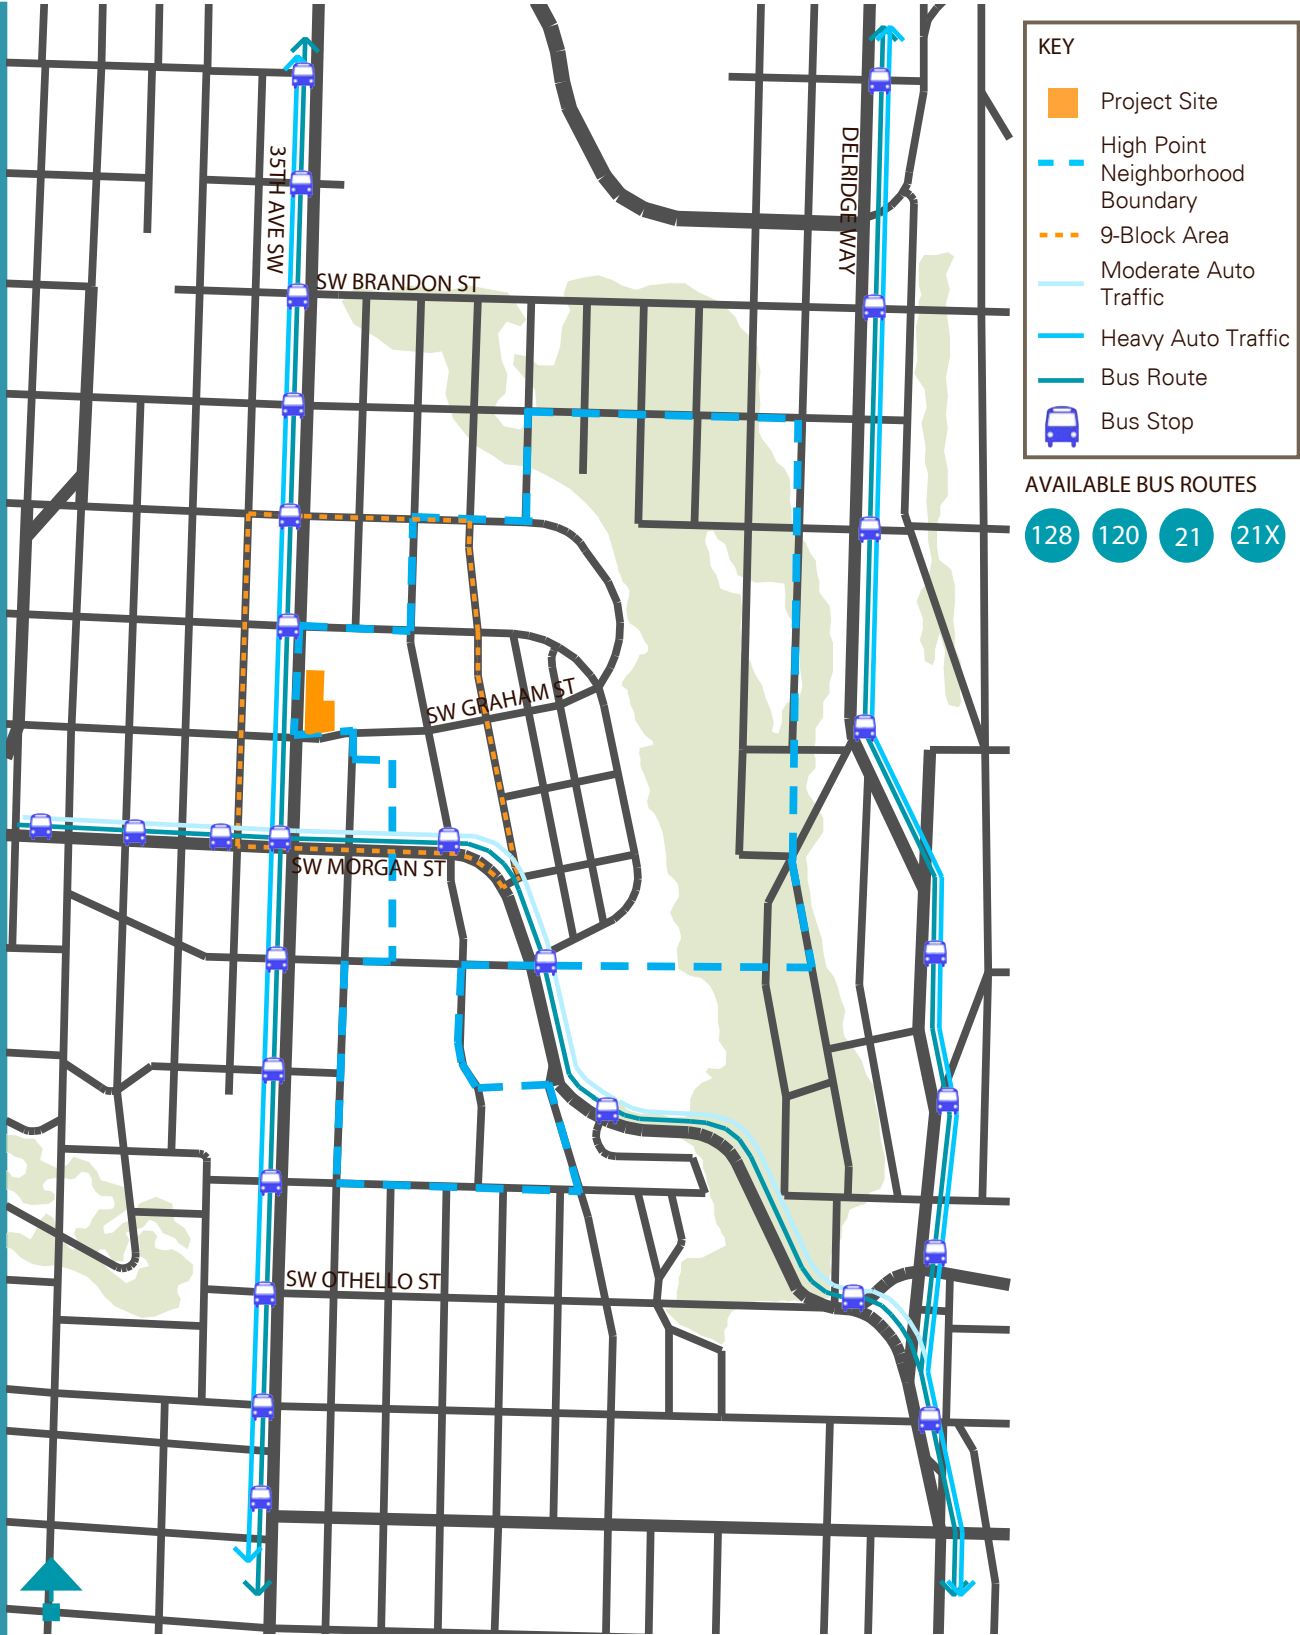 35TH AVE SW
DELRIDGE WAY
SW BRANDON ST
SW GRAHAM ST
SW MORGAN ST
SW OTHELLO ST
KEY
Project Site
High Point
Neighborhood
Boundary
9-Block Area
Moderate Auto
Traffic
Heavy Auto Traffic
Bus Route
Bus Stop
AVAILABLE BUS ROUTES
128 120 21 21X